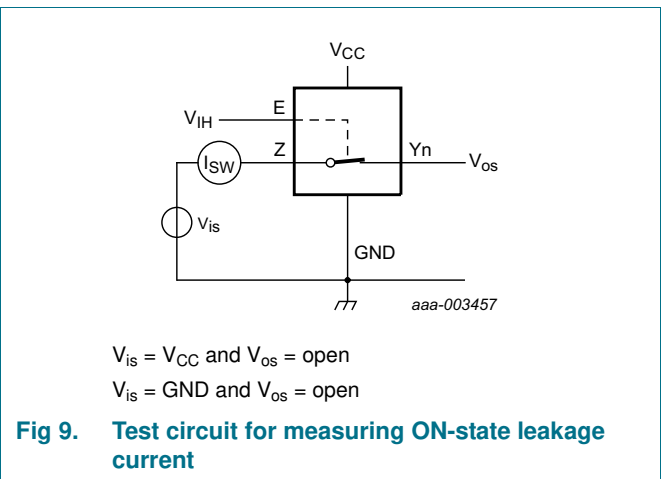 VCC
VIH
E
ISW
Z
Yn
Vos
Vis
GND
aaa-003457
Vis = VCC and Vos = open
Vis = GND and Vos = open
Fig 9. Test circuit for measuring ON-state leakage
current